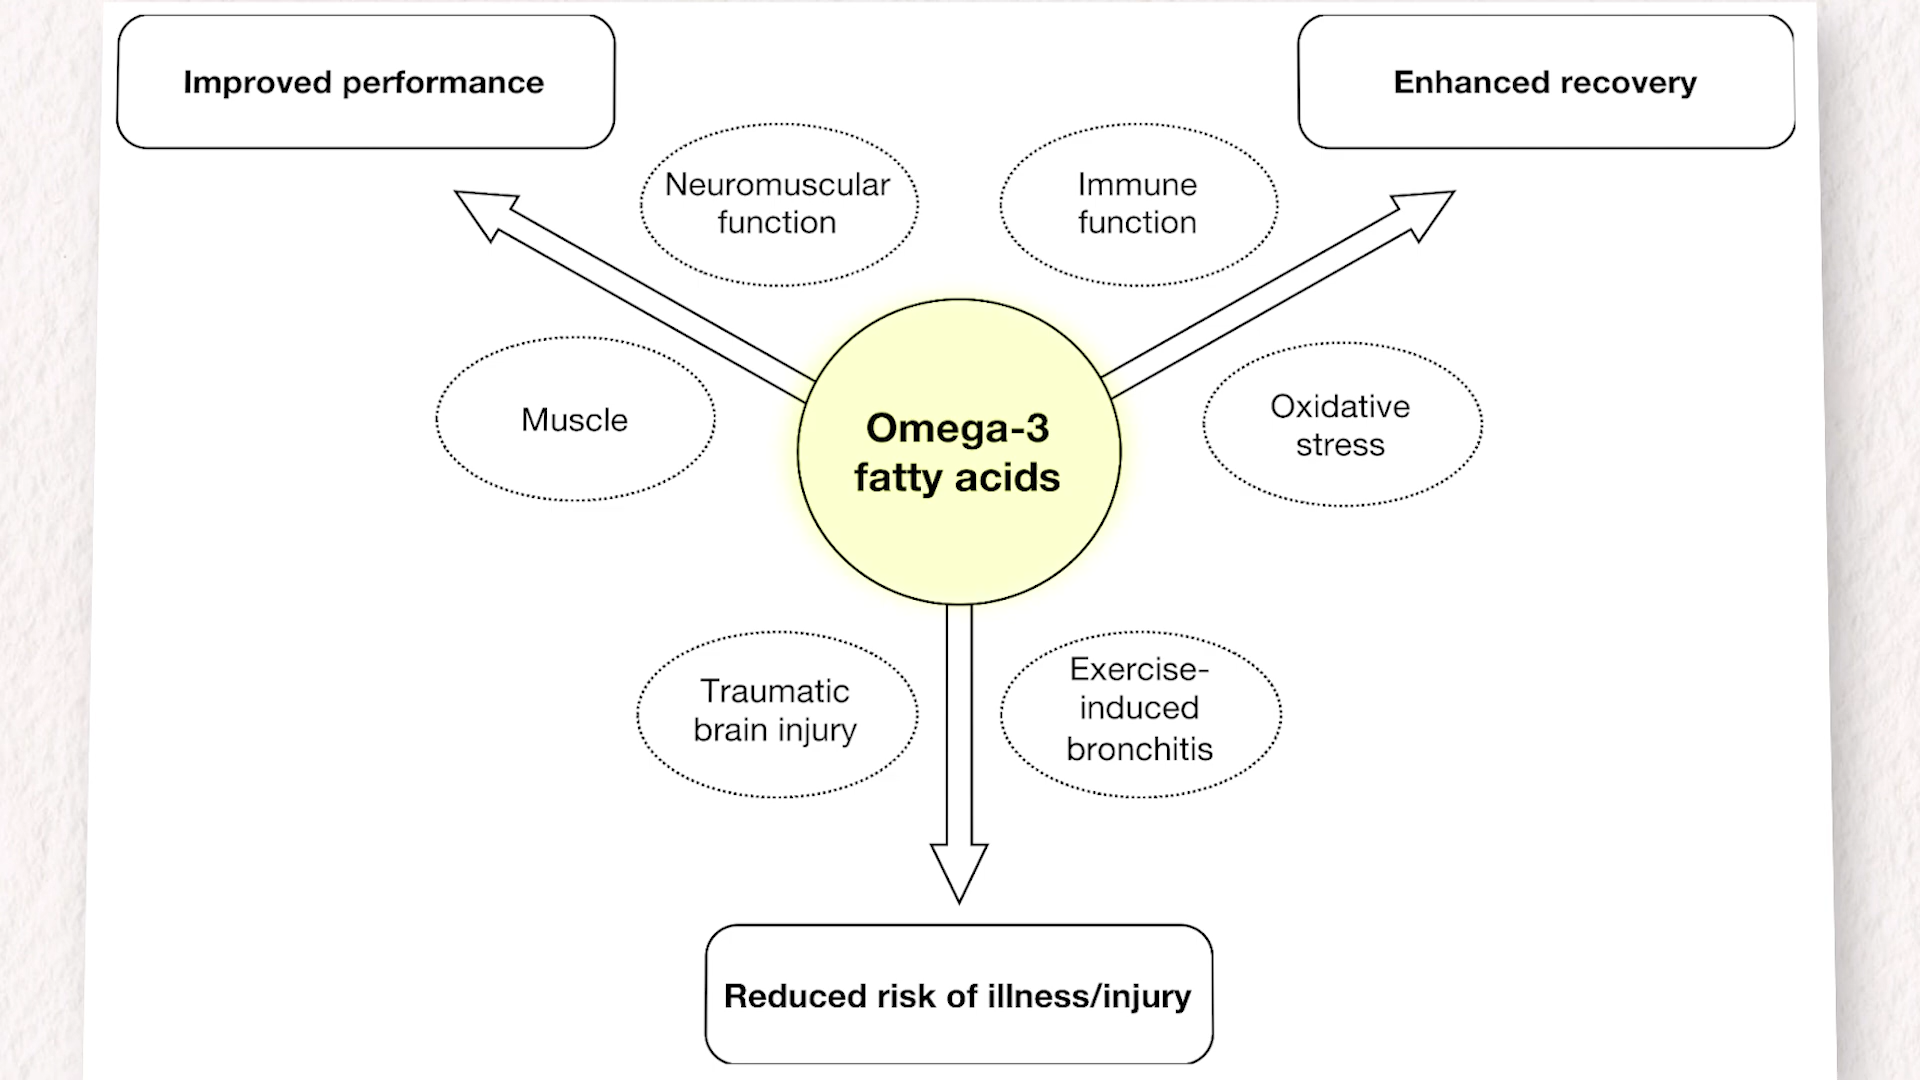 Improved performance
Enhanced recovery
Neuromuscular
function
Immune
function
Muscle
Omega-3
fatty acids
Oxidative
stress
Traumatic
brain injury
Exercise-
induced
bronchitis
Reduced risk of illness/injury